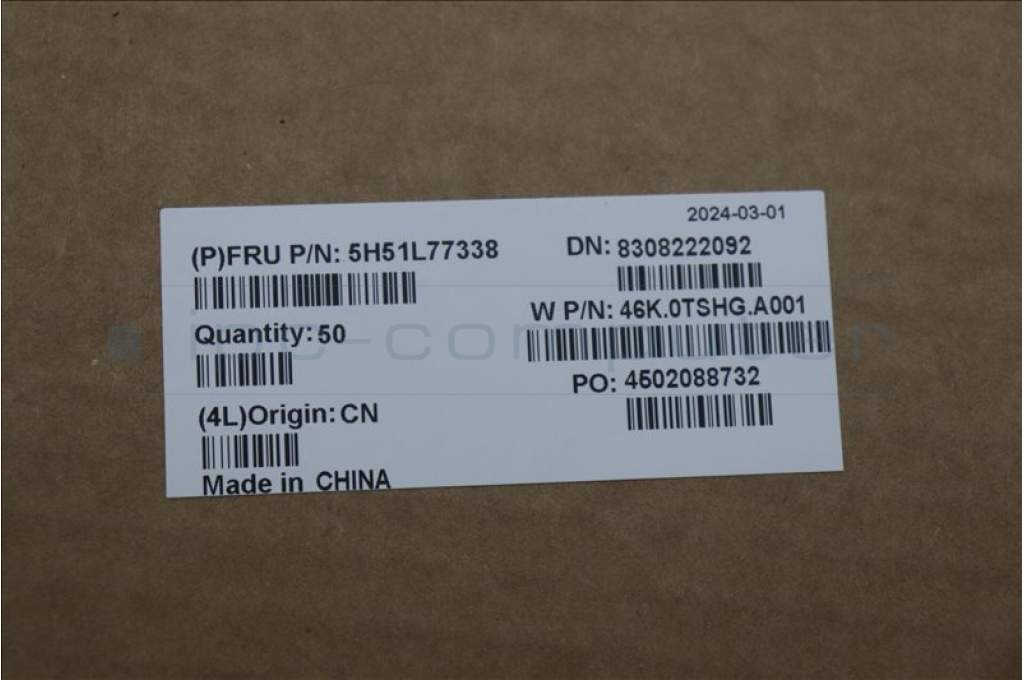 2024-03-01
(P)FRU P/N: 5H51L77338
DN: 8308222092
W P/N: 46K.0TSHG.A001
Quantity: 50
PO: 4502088732
(4L)Origin: CN
Made in CHINA